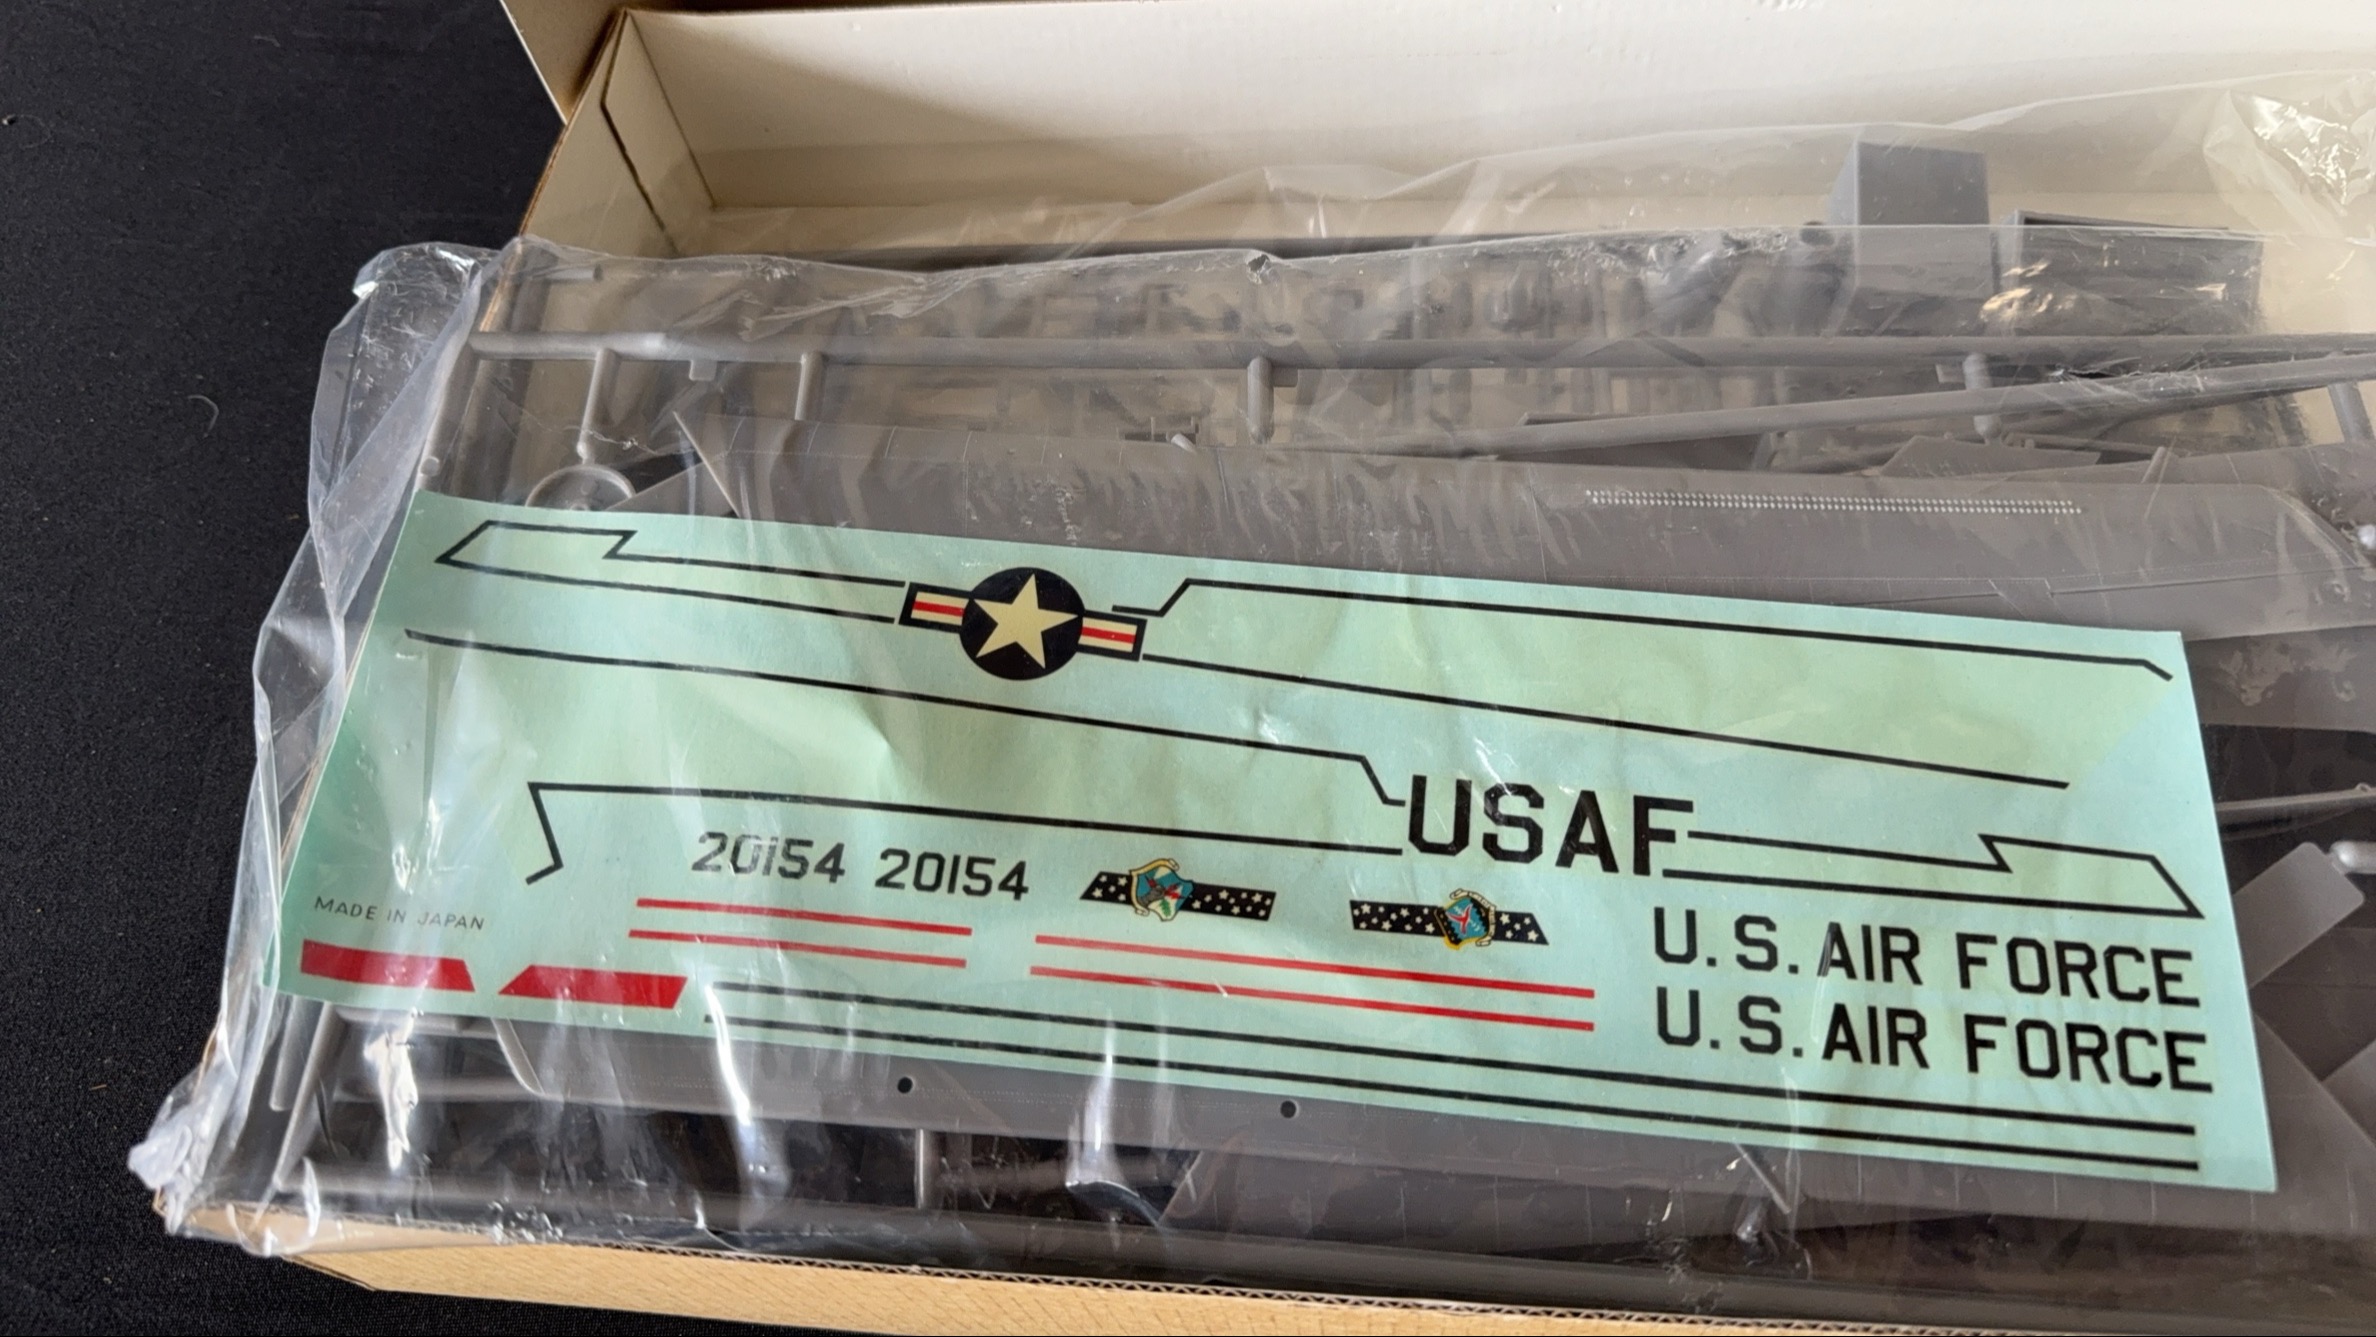 USAF
20154 20154
MADE IN JAPAN
U.S. AIR FORCE
U.S. AIR FORCE